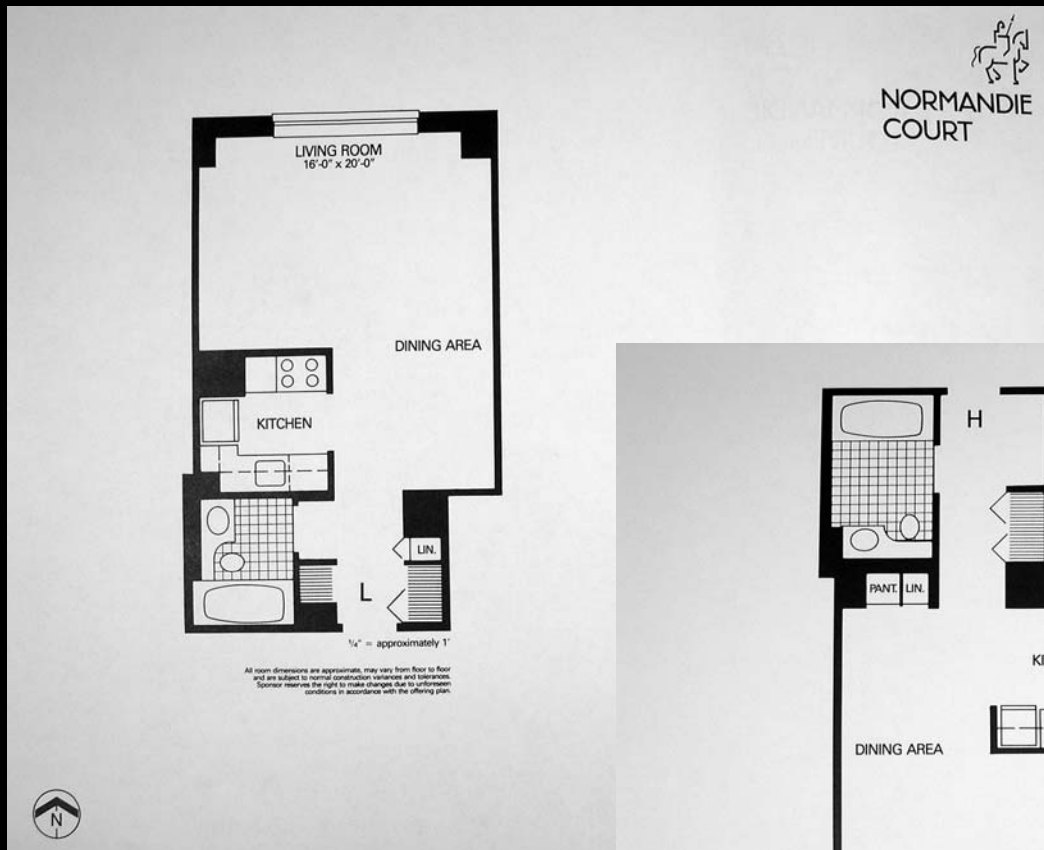 NORMANDIE
COURT
LIVING ROOM
16'-0" x 20'-0"
DINING AREA
KITCHEN
LIN.
L
¼" = approximately 1'
All room dimensions are approximate, may vary from floor to floor
and are subject to normal construction variances and tolerances.
Sponsor reserves the right to make changes due to unforeseen
conditions in accordance with the offering plan.
N
H
PANT. LIN.
KI
DINING AREA